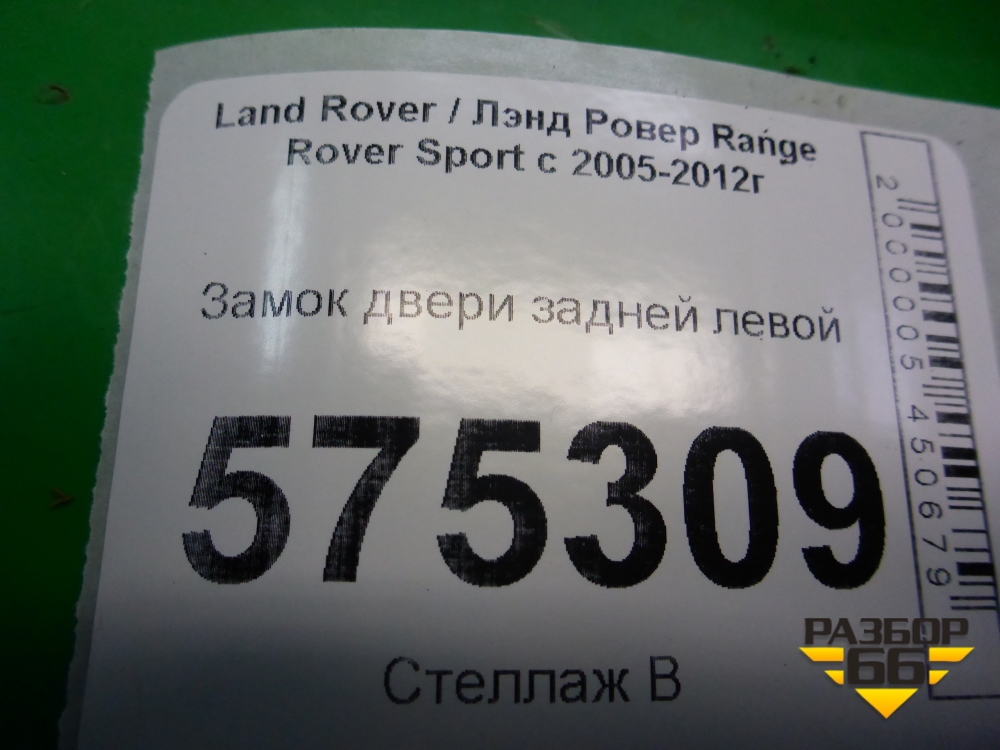 Land Rover / Лэнд Ровер Range
Rover Sport с 2005-2012г
Замок двери задней левой
575309
Стеллаж В
2000005450679
РАЗБОР
66